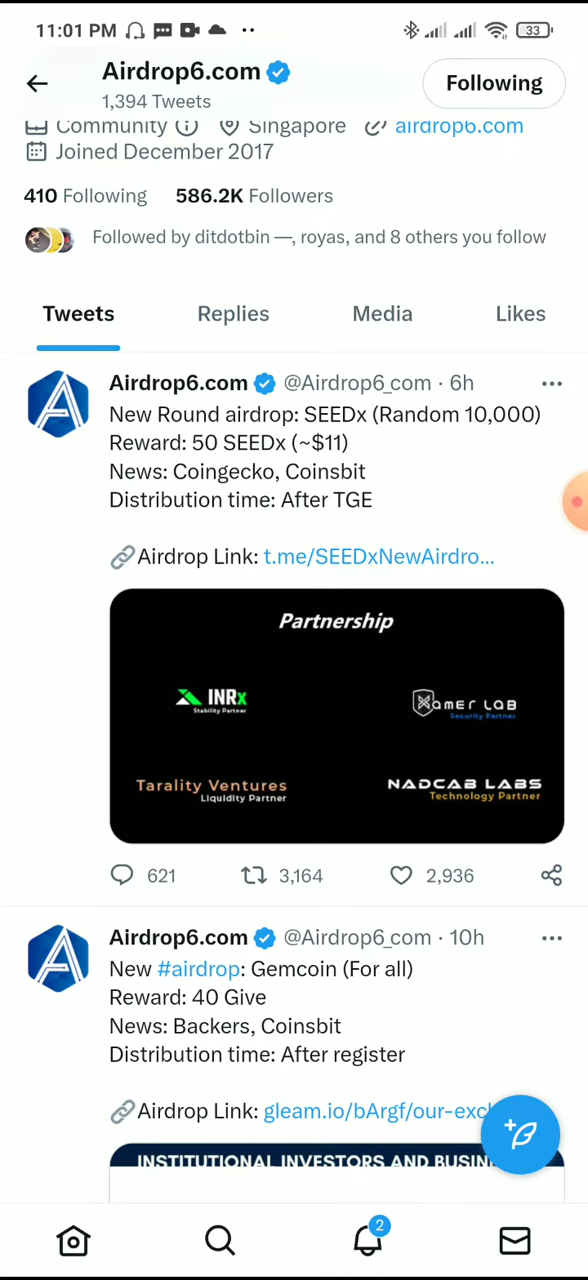 11:01 PM
33
Airdrop6.com
1,394 Tweets
Following
Community Singapore airdrop6.com
Joined December 2017
410 Following 586.2K Followers
Followed by ditdotbin —, royas, and 8 others you follow
Tweets Replies Media Likes
Airdrop6.com @Airdrop6_com · 6h
New Round airdrop: SEEDx (Random 10,000)
Reward: 50 SEEDx (~$11)
News: Coingecko, Coinsbit
Distribution time: After TGE
🔗Airdrop Link: t.me/SEEDxNewAirdro...
Partnership
INRx
Stability Partner
Xamer LAB
Security Partner
Tarality Ventures
Liquidity Partner
NADCAB LABS
Technology Partner
621 3,164 2,936
Airdrop6.com @Airdrop6_com · 10h
New #airdrop: Gemcoin (For all)
Reward: 40 Give
News: Backers, Coinsbit
Distribution time: After register
🔗Airdrop Link: gleam.io/bArgf/our-exc
INSTITUTIONAL INVESTORS AND BUSIN
2